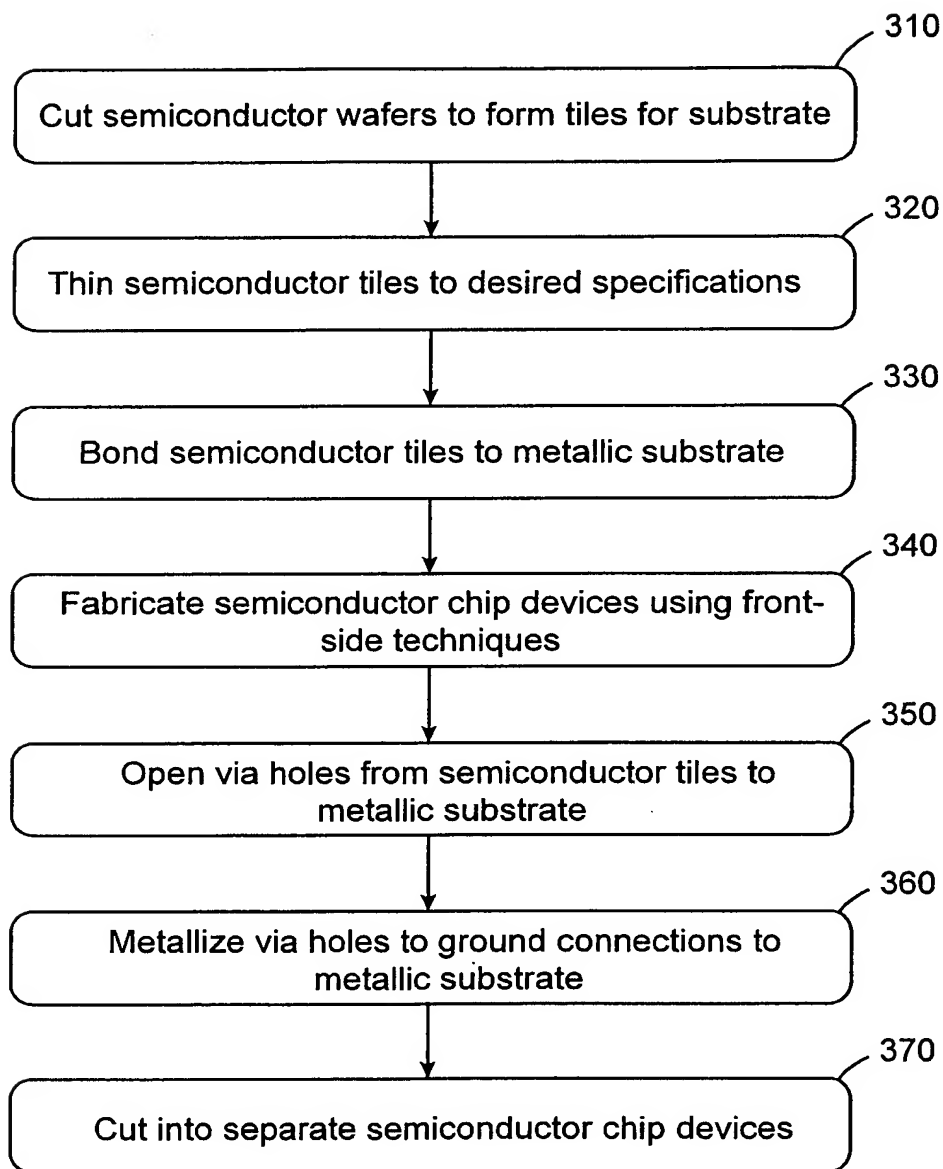 310
Cut semiconductor wafers to form tiles for substrate
320
Thin semiconductor tiles to desired specifications
330
Bond semiconductor tiles to metallic substrate
340
Fabricate semiconductor chip devices using front-
side techniques
350
Open via holes from semiconductor tiles to
metallic substrate
360
Metallize via holes to ground connections to
metallic substrate
370
Cut into separate semiconductor chip devices